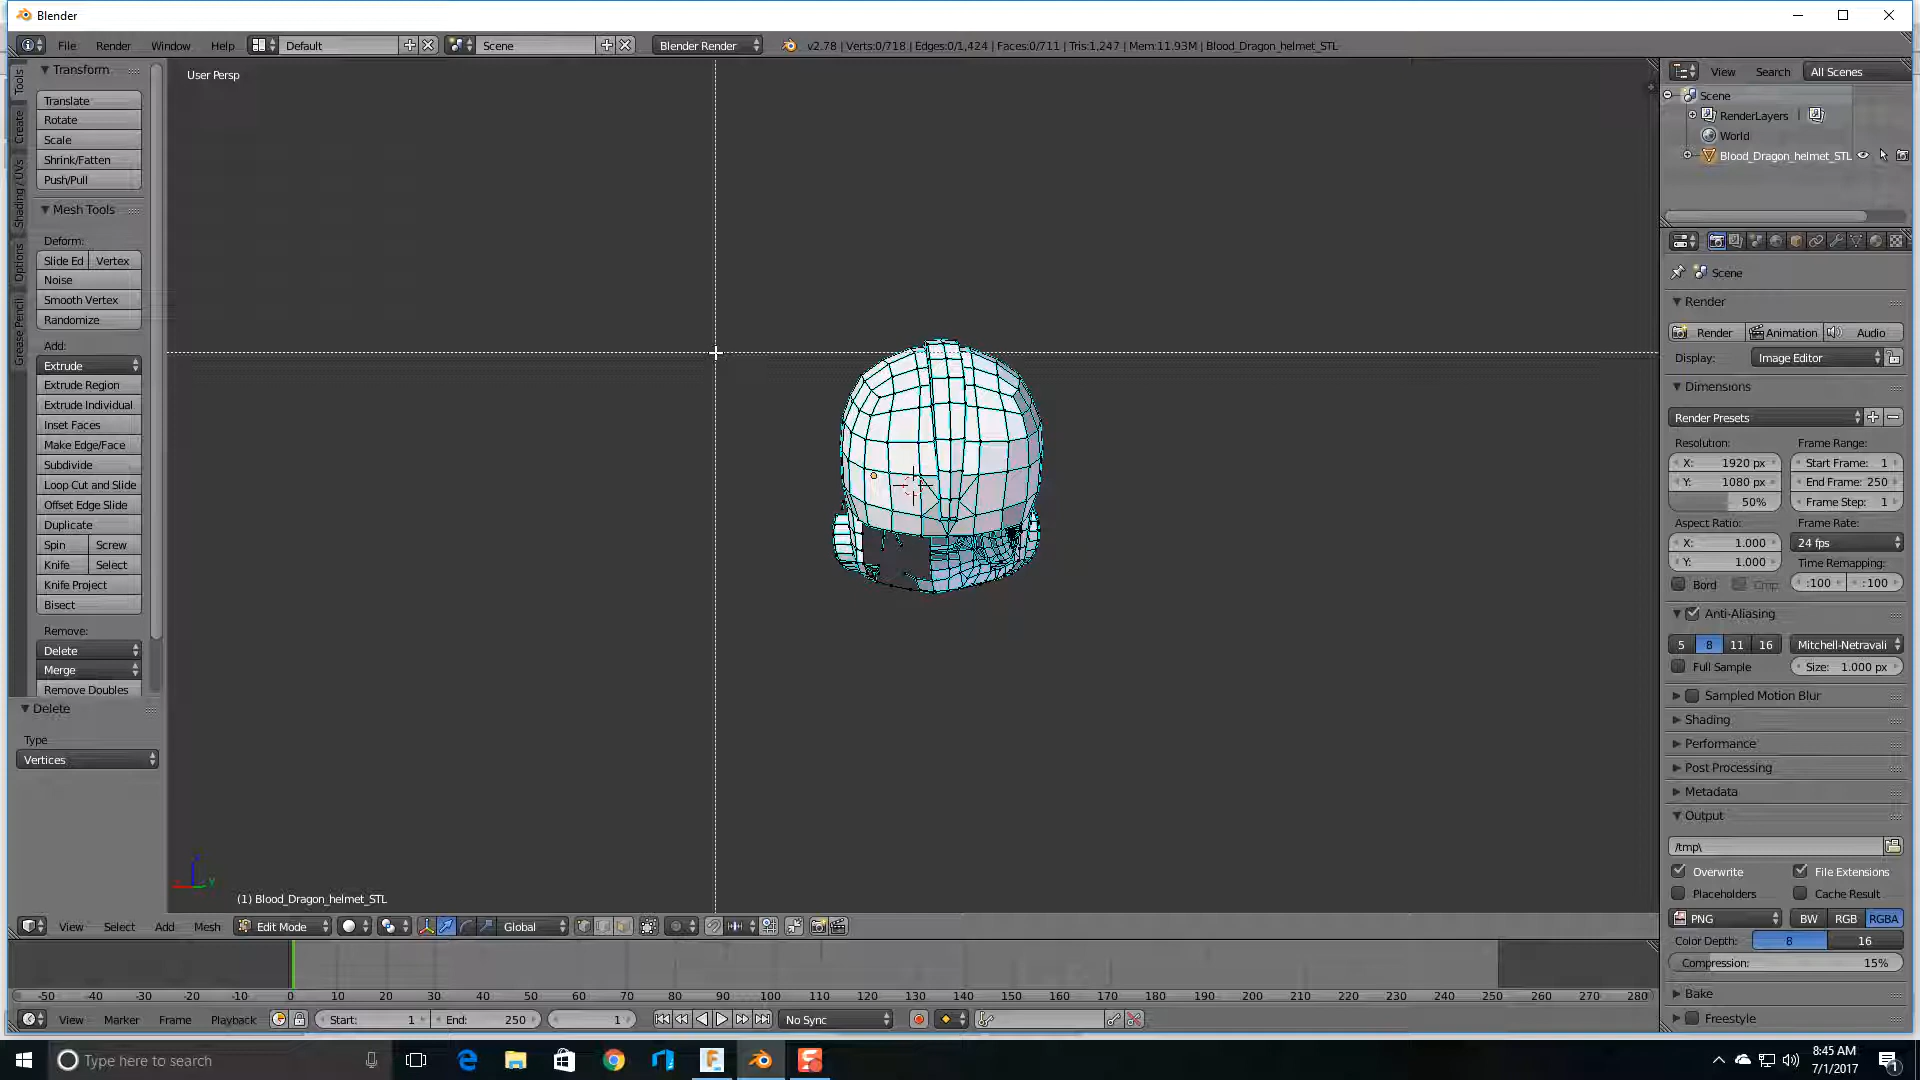 Blender
File Render Window Help Default Scene Blender Render v2.78 | Verts:0/718 | Edges:0/1,424 | Faces:0/711 | Tris:1,247 | Mem:11.93M | Blood_Dragon_helmet_STL
Tools
Create
Shading / UVs
Options
Grease Pencil
Transform
Translate
Rotate
Scale
Shrink/Fatten
Push/Pull
Mesh Tools
Deform:
Slide Ed Vertex
Noise
Smooth Vertex
Randomize
Add:
Extrude
Extrude Region
Extrude Individual
Inset Faces
Make Edge/Face
Subdivide
Loop Cut and Slide
Offset Edge Slide
Duplicate
Spin Screw
Knife Select
Knife Project
Bisect
Remove:
Delete
Merge
Remove Doubles
Delete
Type
Vertices
User Persp
(1) Blood_Dragon_helmet_STL
View Select Add Mesh Edit Mode Global
View Search All Scenes
Scene
RenderLayers |
World
Blood_Dragon_helmet_STL
Scene
Render
Render Animation Audio
Display: Image Editor
Dimensions
Render Presets
Resolution: Frame Range:
X: 1920 px Start Frame: 1
Y: 1080 px End Frame: 250
50% Frame Step: 1
Aspect Ratio: Frame Rate:
X: 1.000 24 fps
Y: 1.000 Time Remapping:
Bord Crop :100 :100
Anti-Aliasing
5 8 11 16 Mitchell-Netravali
Full Sample Size: 1.000 px
Sampled Motion Blur
Shading
Performance
Post Processing
Metadata
Output
/tmp\
Overwrite File Extensions
Placeholders Cache Result
PNG BW RGB RGBA
Color Depth: 8 16
Compression: 15%
Bake
Freestyle
-50 -40 -30 -20 -10 0 10 20 30 40 50 60 70 80 90 100 110 120 130 140 150 160 170 180 190 200 210 220 230 240 250 260 270 280
View Marker Frame Playback Start: 1 End: 250 1 No Sync
Type here to search
8:45 AM
7/1/2017